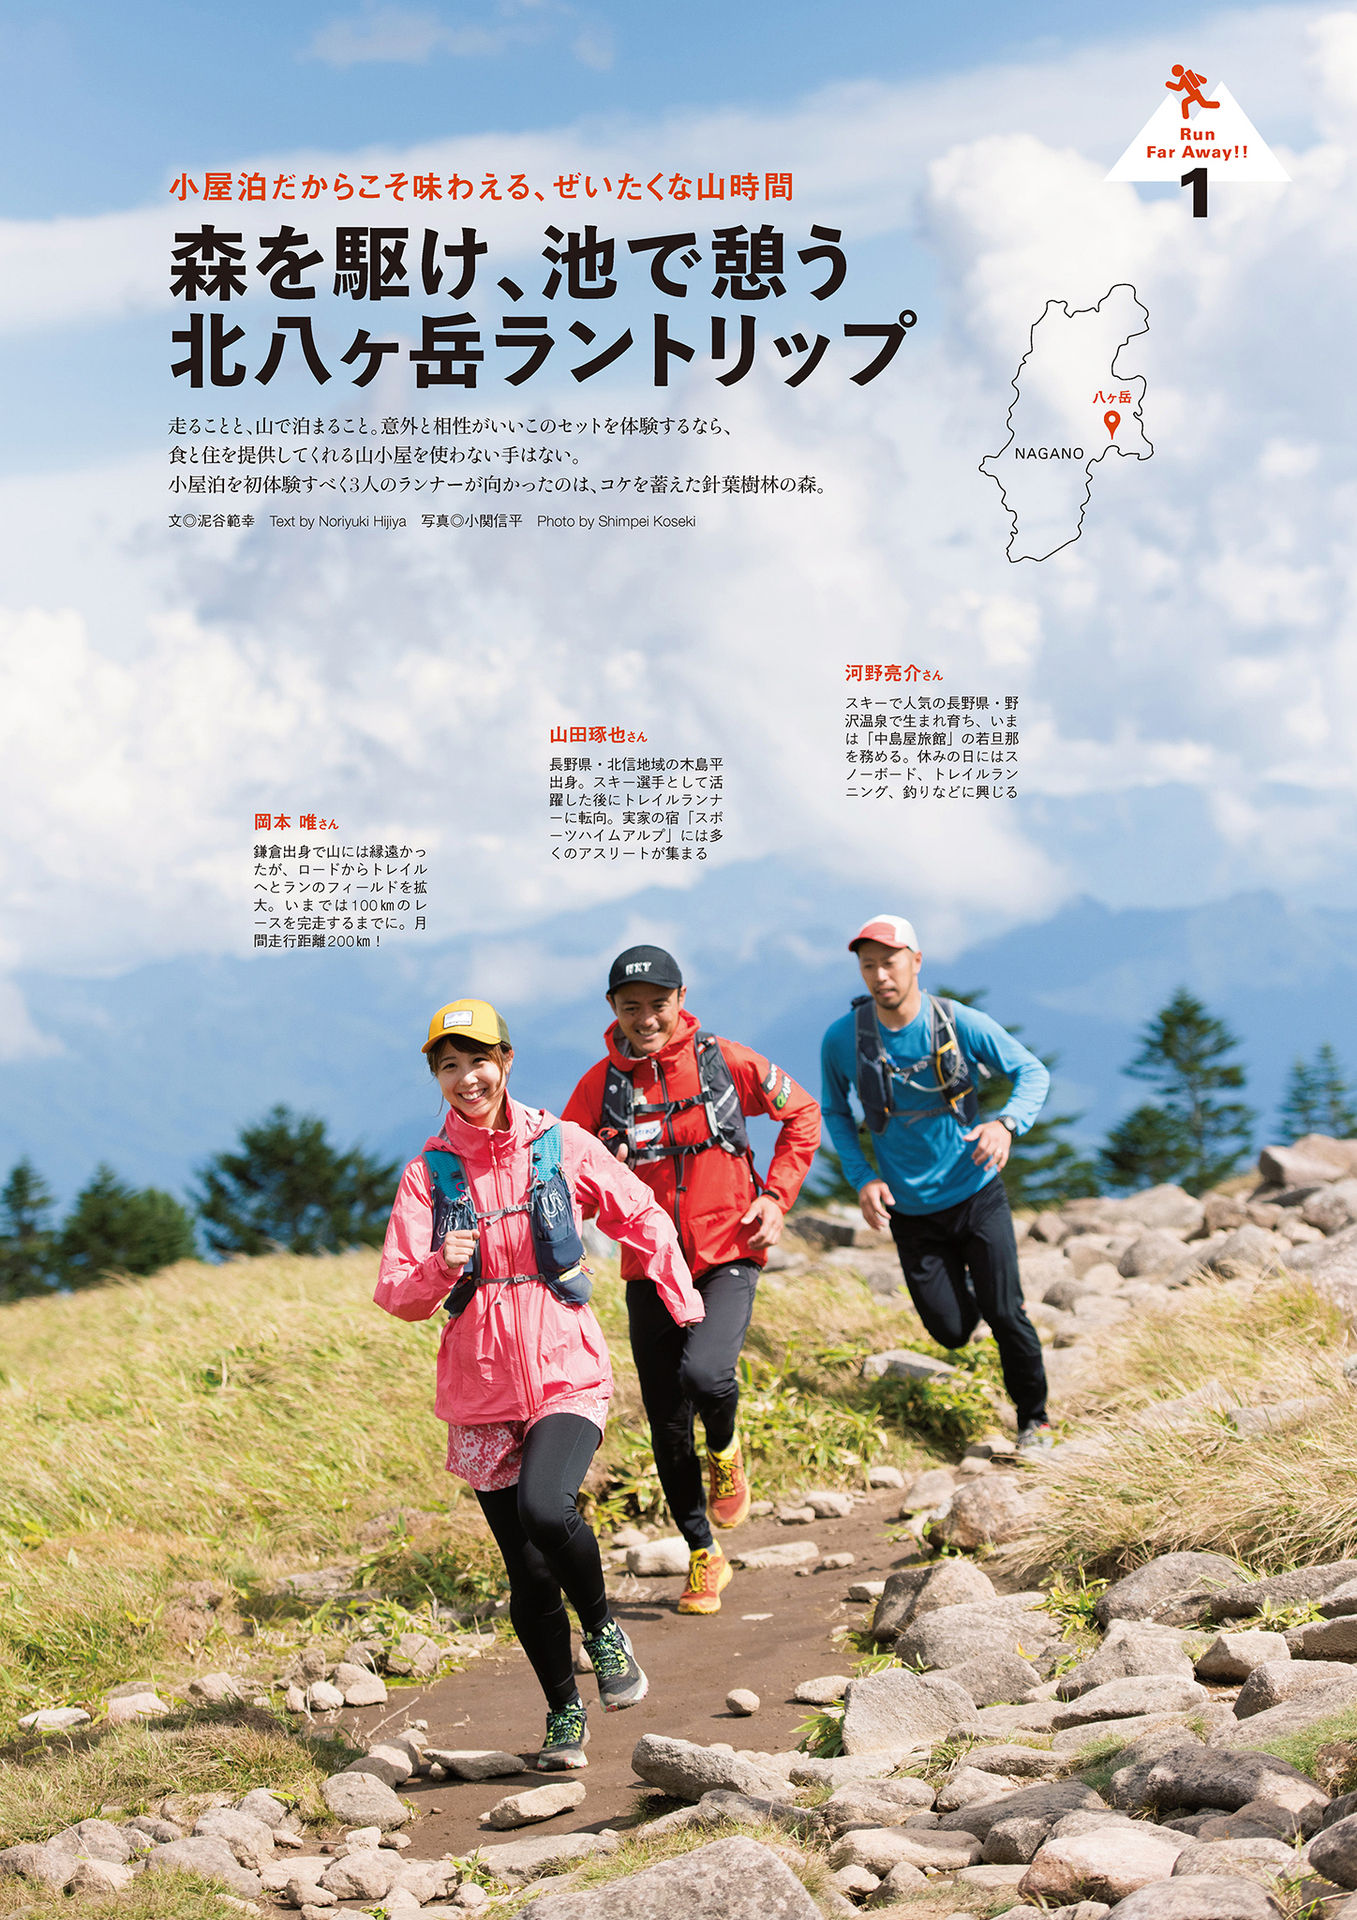 Run
Far Away!!
1
小屋泊だからこそ味わえる、ぜいたくな山時間
森を駆け、池で憩う
北八ヶ岳ラントリップ
走ることと、山で泊まること。意外と相性がいいこのセットを体験するなら、
食と住を提供してくれる山小屋を使わない手はない。
小屋泊を初体験すべく3人のランナーが向かったのは、コケを蓄えた針葉樹林の森。
文◎泥谷範幸 Text by Noriyuki Hijiya 写真◎小関信平 Photo by Shimpei Koseki
八ヶ岳
NAGANO
河野亮介さん
スキーで人気の長野県・野
沢温泉で生まれ育ち、いま
は「中島屋旅館」の若旦那
を務める。休みの日にはス
ノーボード、トレイルラン
ニング、釣りなどに興じる
山田琢也さん
長野県・北信地域の木島平
出身。スキー選手として活
躍した後にトレイルランナ
ーに転向。実家の宿「スポ
ーツハイムアルプ」には多
くのアスリートが集まる
岡本 唯さん
鎌倉出身で山には縁遠かっ
たが、ロードからトレイル
へとランのフィールドを拡
大。いまでは100㎞のレ
ースを完走するまでに。月
間走行距離200㎞！